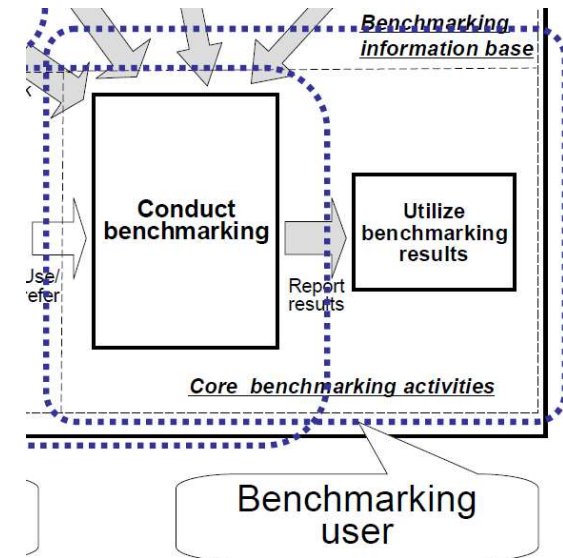 Benchmarking
information base
Conduct
benchmarking
Utilize
benchmarking
results
Report
results
Core benchmarking activities
Benchmarking
user